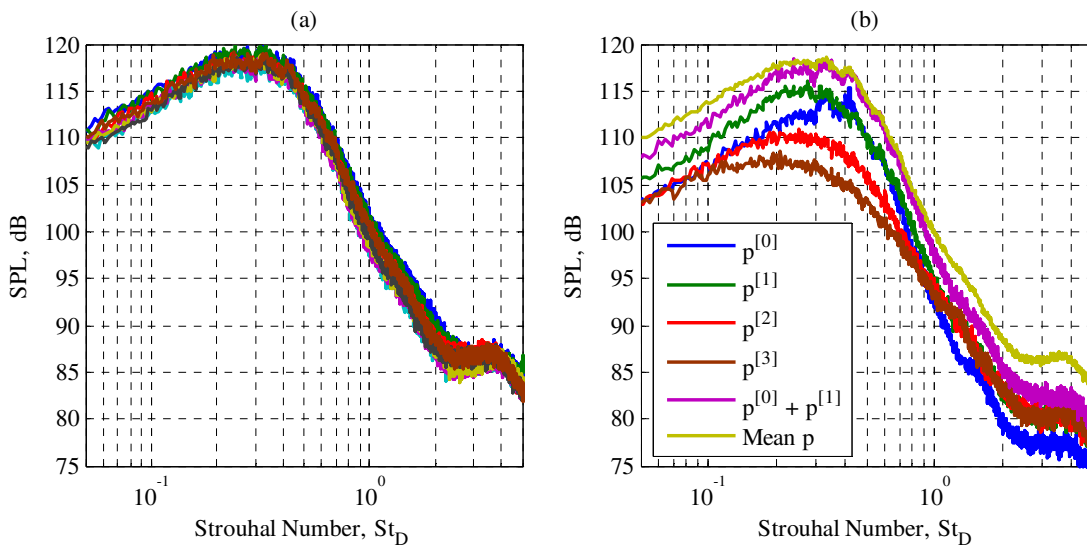 (a)
120
115
110
105
100
95
90
85
80
75
SPL, dB
10^-1
10^0
Strouhal Number, St_D
(b)
120
115
110
105
100
95
90
85
80
75
SPL, dB
p^[0]
p^[1]
p^[2]
p^[3]
p^[0] + p^[1]
Mean p
10^-1
10^0
Strouhal Number, St_D